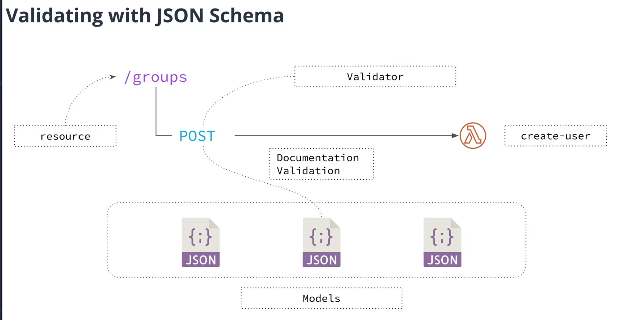 Validating with JSON Schema
/groups
Validator
resource
POST
create-user
Documentation
Validation
{;}
JSON
{;}
JSON
{;}
JSON
Models